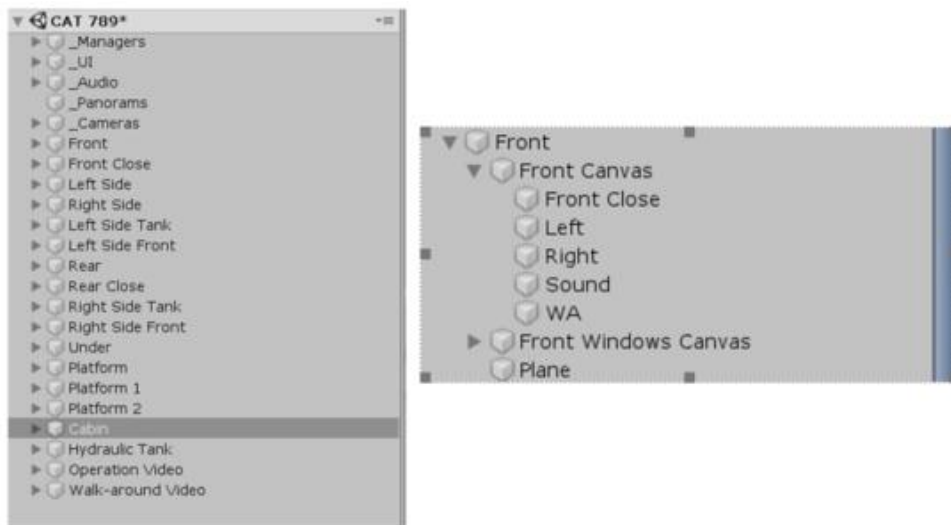 CAT 789*
_Managers
_UI
_Audio
_Panorams
_Cameras
Front
Front Close
Left Side
Right Side
Left Side Tank
Left Side Front
Rear
Rear Close
Right Side Tank
Right Side Front
Under
Platform
Platform 1
Platform 2
Cabin
Hydraulic Tank
Operation Video
Walk-around Video
Front
Front Canvas
Front Close
Left
Right
Sound
WA
Front Windows Canvas
Plane